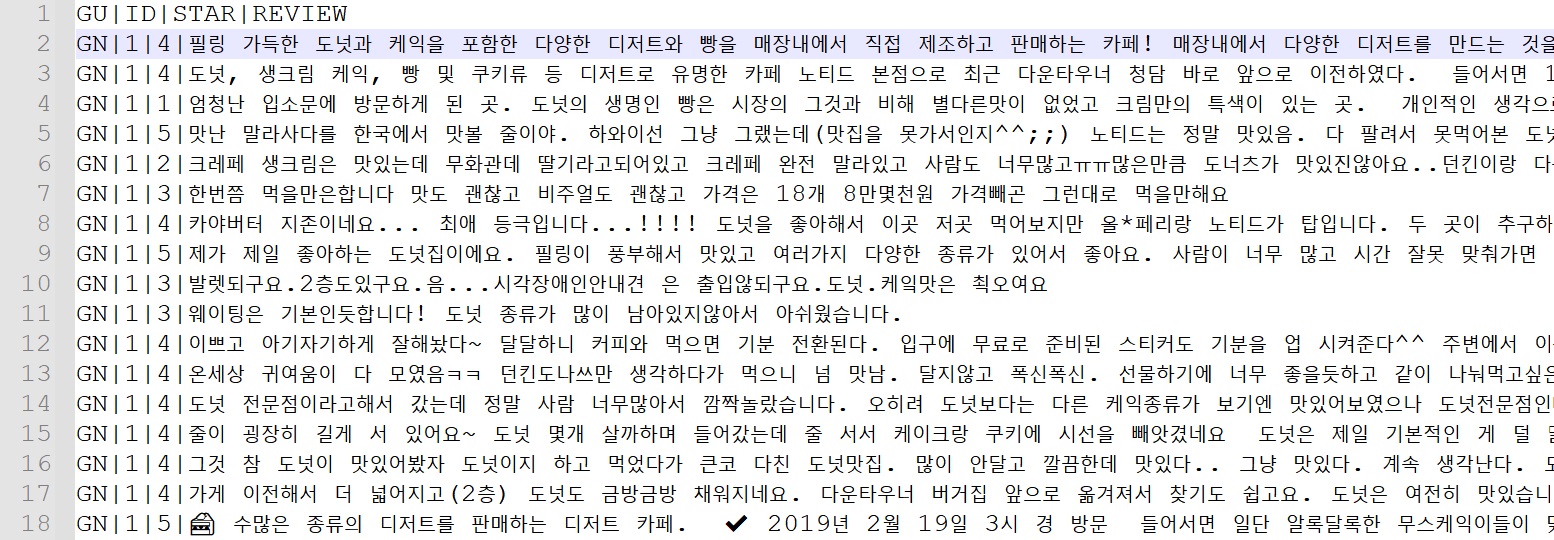 1 GU|ID|STAR|REVIEW
2 GN|1|4|필링 가득한 도넛과 케익을 포함한 다양한 디저트와 빵을 매장내에서 직접 제조하고 판매하는 카페! 매장내에서 다양한 디저트를 만드는 것을
3 GN|1|4|도넛, 생크림 케익, 빵 및 쿠키류 등 디저트로 유명한 카페 노티드 본점으로 최근 다운타우너 청담 바로 앞으로 이전하였다.  들어서면 1
4 GN|1|1|엄청난 입소문에 방문하게 된 곳. 도넛의 생명인 빵은 시장의 그것과 비해 별다른맛이 없었고 크림만의 특색이 있는 곳.  개인적인 생각으로
5 GN|1|5|맛난 말라사다를 한국에서 맛볼 줄이야. 하와이선 그냥 그랬는데(맛집을 못가서인지^^;;) 노티드는 정말 맛있음. 다 팔려서 못먹어본 도넛
6 GN|1|2|크레페 생크림은 맛있는데 무화관데 딸기라고되어있고 크레페 완전 말라있고 사람도 너무많고ㅠㅠ많은만큼 도너츠가 맛있진않아요..던킨이랑
7 GN|1|3|한번쯤 먹을만은합니다 맛도 괜찮고 비주얼도 괜찮고 가격은 18개 8만몇천원 가격빼곤 그런대로 먹을만해요
8 GN|1|4|카야버터 지존이네요... 최애 등극입니다...!!!! 도넛을 좋아해서 이곳 저곳 먹어보지만 올*페리랑 노티드가 탑입니다. 두 곳이 추구하
9 GN|1|5|제가 제일 좋아하는 도넛집이에요. 필링이 풍부해서 맛있고 여러가지 다양한 종류가 있어서 좋아요. 사람이 너무 많고 시간 잘못 맞춰가면
10 GN|1|3|발렛되구요.2층도있구요.음...시각장애인안내견 은 출입않되구요.도넛.케잌맛은 최오여요
11 GN|1|3|웨이팅은 기본인듯합니다! 도넛 종류가 많이 남아있지않아서 아쉬웠습니다.
12 GN|1|4|이쁘고 아기자기하게 잘해놨다~ 달달하니 커피와 먹으면 기분 전환된다. 입구에 무료로 준비된 스티커도 기분을 업 시켜준다^^ 주변에서
13 GN|1|4|온세상 귀여움이 다 모였음ㅋㅋ 던킨도나쓰만 생각하다가 먹으니 넘 맛남. 달지않고 폭신폭신. 선물하기에 너무 좋을듯하고 같이 나눠먹고싶은
14 GN|1|4|도넛 전문점이라고해서 갔는데 정말 사람 너무많아서 깜짝놀랐습니다. 오히려 도넛보다는 다른 케익종류가 보기엔 맛있어보였으나 도넛전문점인
15 GN|1|4|줄이 굉장히 길게 서 있어요~ 도넛 몇개 살까하며 들어갔는데 줄 서서 케이크랑 쿠키에 시선을 빼앗겼네요  도넛은 제일 기본적인 게 덜
16 GN|1|4|그것 참 도넛이 맛있어봤자 도넛이지 하고 먹었다가 큰코 다친 도넛맛집. 많이 안달고 깔끔한데 맛있다.. 그냥 맛있다. 계속 생각난다.
17 GN|1|4|가게 이전해서 더 넓어지고(2층) 도넛도 금방금방 채워지네요. 다운타우너 버거집 앞으로 옮겨져서 찾기도 쉽고요. 도넛은 여전히 맛있습니
18 GN|1|5|🍰 수많은 종류의 디저트를 판매하는 디저트 카페.  ✔ 2019년 2월 19일 3시 경 방문  들어서면 일단 알록달록한 무스케익이들이